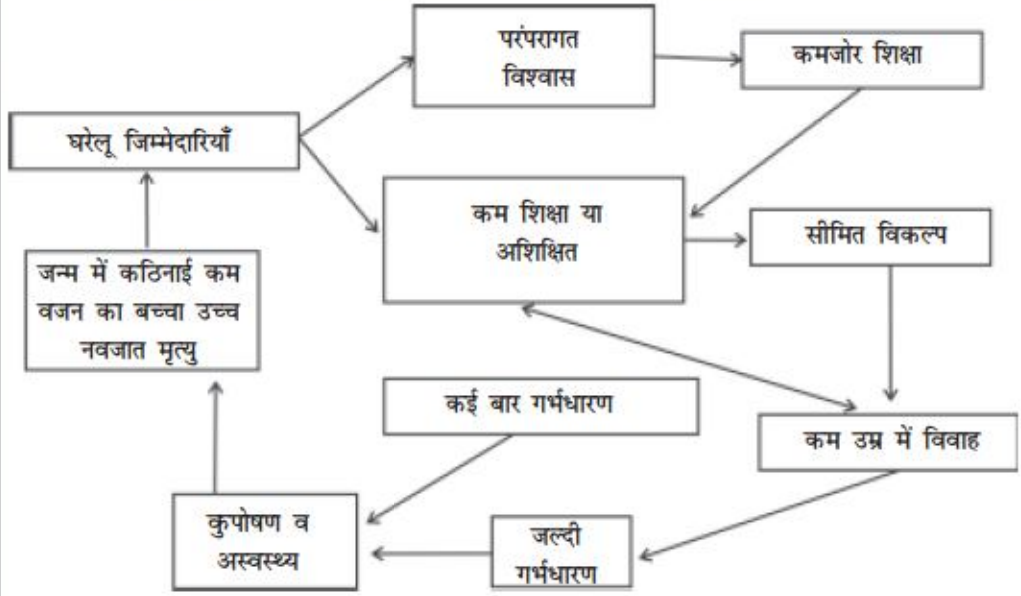 परंपरागत
विश्वास
कमजोर शिक्षा
घरेलू जिम्मेदारियाँ
कम शिक्षा या
अशिक्षित
सीमित विकल्प
जन्म में कठिनाई कम
वजन का बच्चा उच्च
नवजात मृत्यु
कई बार गर्भधारण
कम उम्र में विवाह
कुपोषण व
अस्वस्थ्य
जल्दी
गर्भधारण